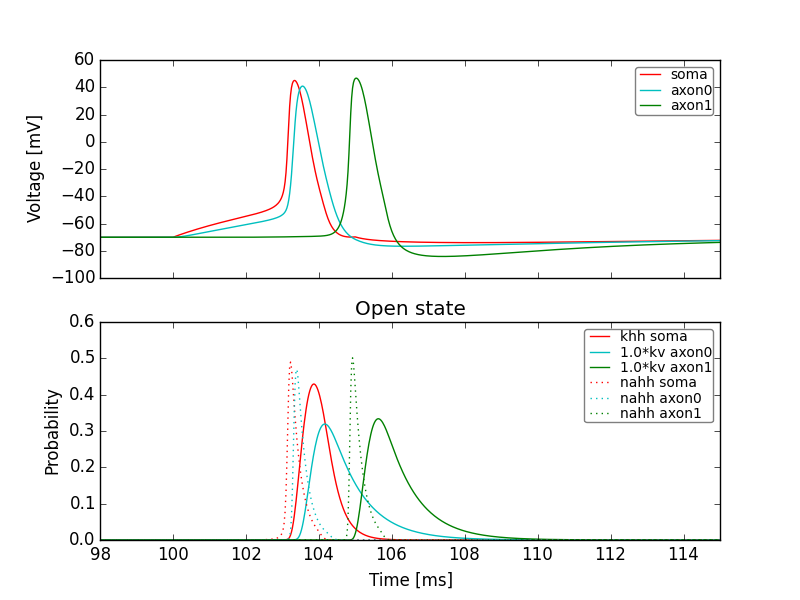 60
40
20
0
−20
−40
−60
−80
−100
Voltage [mV]
soma
axon0
axon1
Open state
0.6
0.5
0.4
0.3
0.2
0.1
0.0
Probability
khh soma
1.0*kv axon0
1.0*kv axon1
nahh soma
nahh axon0
nahh axon1
98 100 102 104 106 108 110 112 114
Time [ms]